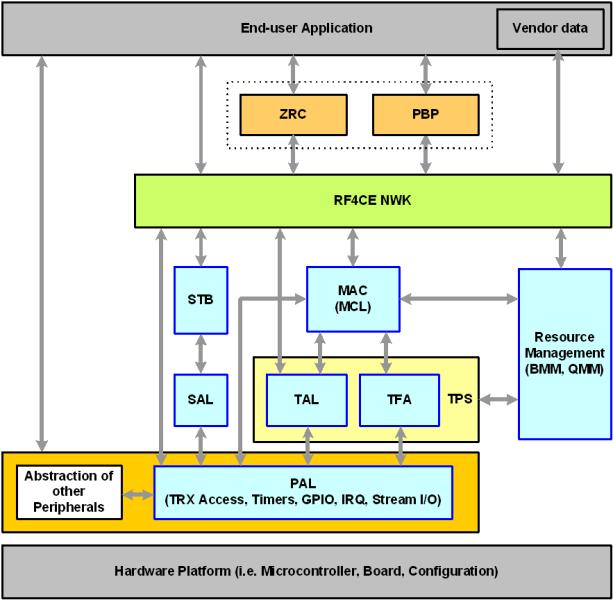 End-user Application
Vendor data
ZRC
PBP
RF4CE NWK
STB
MAC
(MCL)
Resource
Management
(BMM, QMM)
SAL
TAL
TFA
TPS
Abstraction of
other
Peripherals
PAL
(TRX Access, Timers, GPIO, IRQ, Stream I/O)
Hardware Platform (i.e. Microcontroller, Board, Configuration)